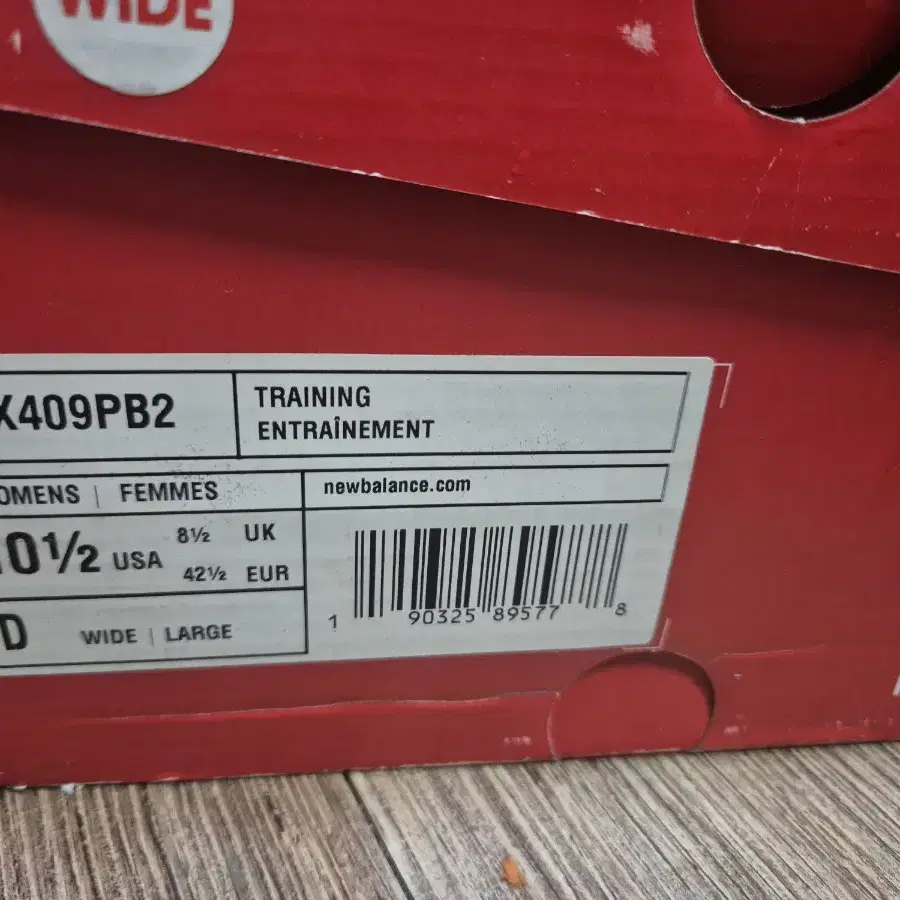 WIDE
X409PB2
TRAINING
ENTRAÎNEMENT
OMENS | FEMMES
newbalance.com
10½ USA
8½ UK
42½ EUR
D WIDE | LARGE
1 90325 89577 8